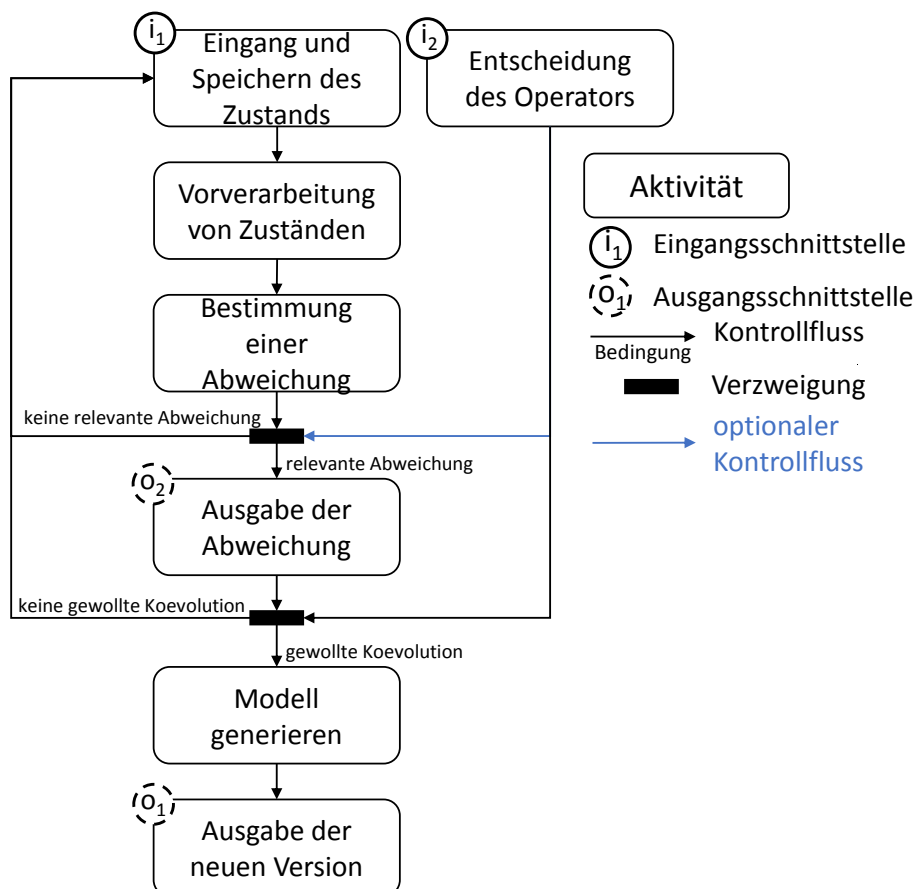 i₁
Eingang und
Speichern des
Zustands
i₂
Entscheidung
des Operators
Vorverarbeitung
von Zuständen
Bestimmung
einer
Abweichung
keine relevante Abweichung
relevante Abweichung
o₂
Ausgabe der
Abweichung
keine gewollte Koevolution
gewollte Koevolution
Modell
generieren
o₁
Ausgabe der
neuen Version
Aktivität
i₁ Eingangsschnittstelle
o₁ Ausgangsschnittstelle
Kontrollfluss
Bedingung
Verzweigung
optionaler
Kontrollfluss